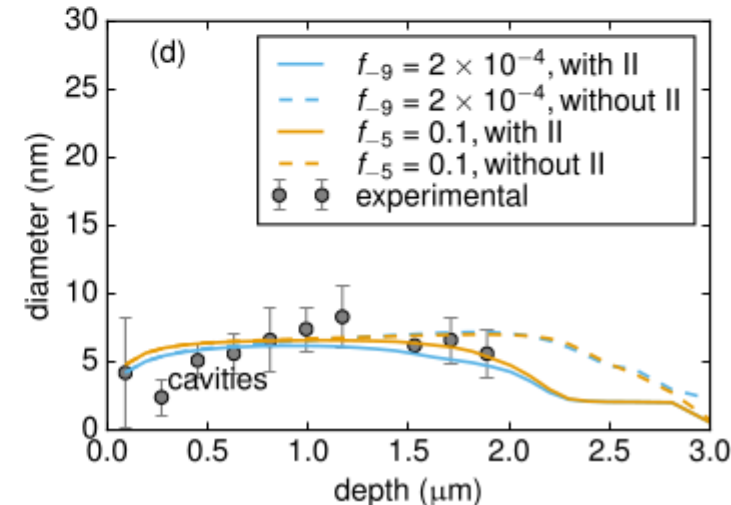 30
25
20
15
10
5
0
diameter (nm)
(d)
f₋₉ = 2 × 10⁻⁴, with II
f₋₉ = 2 × 10⁻⁴, without II
f₋₅ = 0.1, with II
f₋₅ = 0.1, without II
experimental
cavities
0.0 0.5 1.0 1.5 2.0 2.5 3.0
depth (μm)